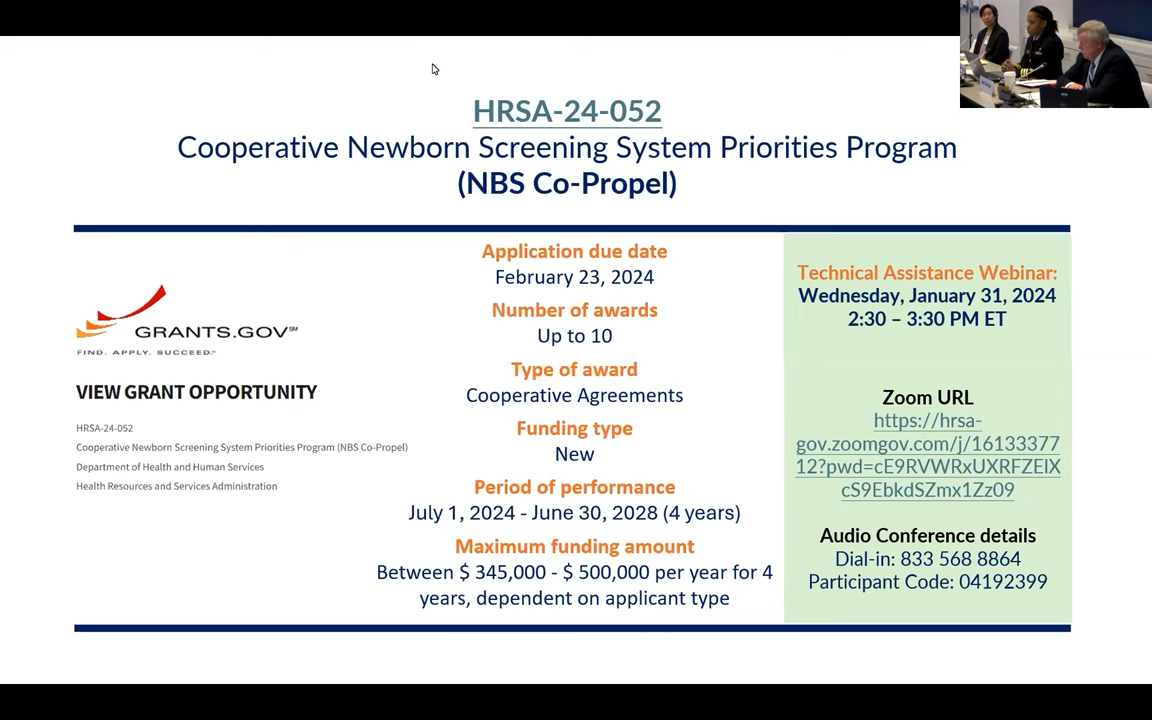 HRSA-24-052
Cooperative Newborn Screening System Priorities Program
(NBS Co-Propel)
GRANTS.GOV℠
FIND. APPLY. SUCCEED.
VIEW GRANT OPPORTUNITY
HRSA-24-052
Cooperative Newborn Screening System Priorities Program (NBS Co-Propel)
Department of Health and Human Services
Health Resources and Services Administration
Application due date
February 23, 2024
Number of awards
Up to 10
Type of award
Cooperative Agreements
Funding type
New
Period of performance
July 1, 2024 - June 30, 2028 (4 years)
Maximum funding amount
Between $ 345,000 - $ 500,000 per year for 4
years, dependent on applicant type
Technical Assistance Webinar:
Wednesday, January 31, 2024
2:30 – 3:30 PM ET
Zoom URL
https://hrsa-
gov.zoomgov.com/j/16133377
12?pwd=cE9RVWRxUXRFZElX
cS9EbkdSZmx1Zz09
Audio Conference details
Dial-in: 833 568 8864
Participant Code: 04192399